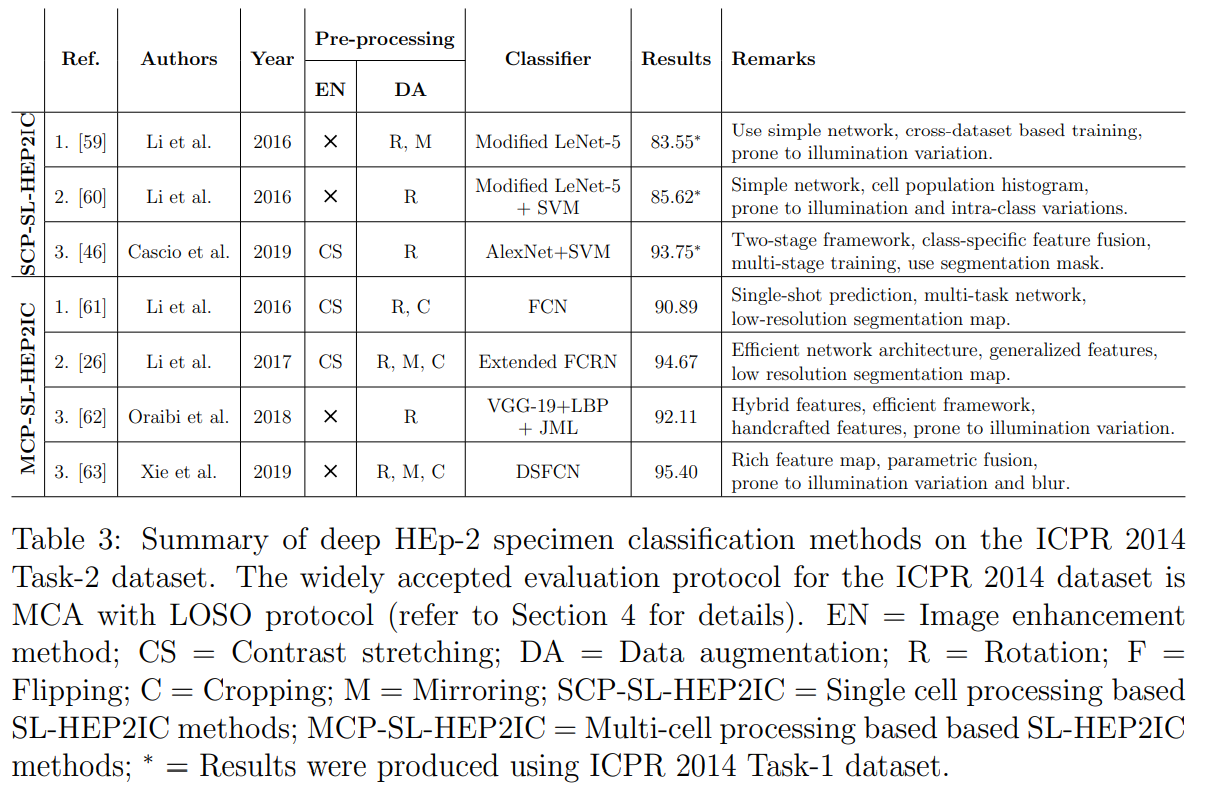 Pre-processing
Ref. Authors Year Classifier Results Remarks
EN DA
SCP-SL-HEP2IC
1. [59] Li et al. 2016 × R, M Modified LeNet-5 83.55* Use simple network, cross-dataset based training,
prone to illumination variation.
2. [60] Li et al. 2016 × R Modified LeNet-5
+ SVM 85.62* Simple network, cell population histogram,
prone to illumination and intra-class variations.
3. [46] Cascio et al. 2019 CS R AlexNet+SVM 93.75* Two-stage framework, class-specific feature fusion,
multi-stage training, use segmentation mask.
MCP-SL-HEP2IC
1. [61] Li et al. 2016 CS R, C FCN 90.89 Single-shot prediction, multi-task network,
low-resolution segmentation map.
2. [26] Li et al. 2017 CS R, M, C Extended FCRN 94.67 Efficient network architecture, generalized features,
low resolution segmentation map.
3. [62] Oraibi et al. 2018 × R VGG-19+LBP
+ JML 92.11 Hybrid features, efficient framework,
handcrafted features, prone to illumination variation.
3. [63] Xie et al. 2019 × R, M, C DSFCN 95.40 Rich feature map, parametric fusion,
prone to illumination variation and blur.
Table 3: Summary of deep HEp-2 specimen classification methods on the ICPR 2014
Task-2 dataset. The widely accepted evaluation protocol for the ICPR 2014 dataset is
MCA with LOSO protocol (refer to Section 4 for details). EN = Image enhancement
method; CS = Contrast stretching; DA = Data augmentation; R = Rotation; F =
Flipping; C = Cropping; M = Mirroring; SCP-SL-HEP2IC = Single cell processing based
SL-HEP2IC methods; MCP-SL-HEP2IC = Multi-cell processing based based SL-HEP2IC
methods; * = Results were produced using ICPR 2014 Task-1 dataset.